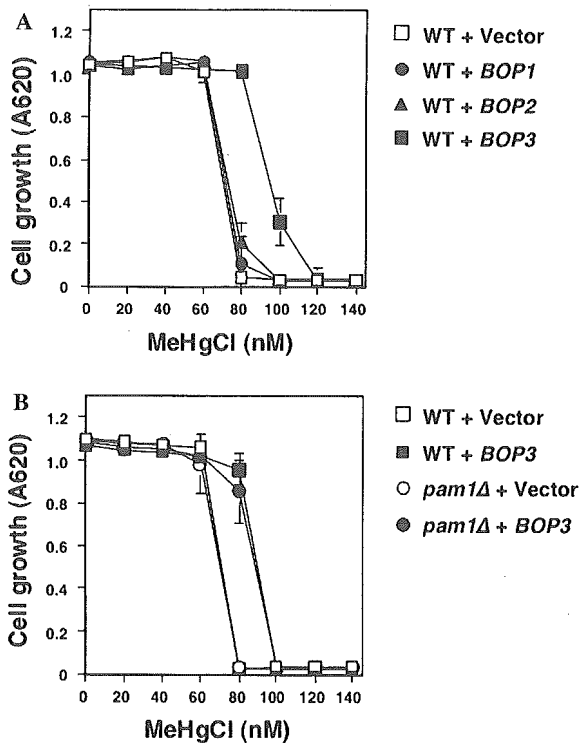 A
Cell growth (A620)
1.2
1.0
0.8
0.6
0.4
0.2
0
0 20 40 60 80 100 120 140
MeHgCl (nM)
WT + Vector
WT + BOP1
WT + BOP2
WT + BOP3
B
Cell growth (A620)
1.2
1.0
0.8
0.6
0.4
0.2
0
0 20 40 60 80 100 120 140
MeHgCl (nM)
WT + Vector
WT + BOP3
pam1Δ + Vector
pam1Δ + BOP3